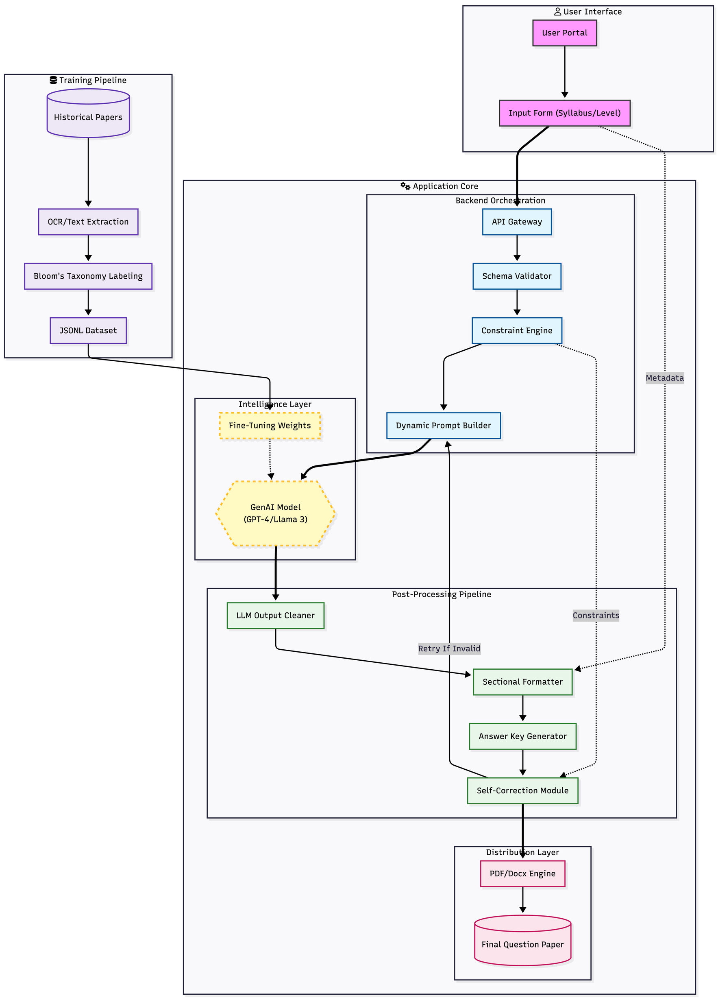 User Interface
User Portal
Input Form (Syllabus/Level)
Training Pipeline
Historical Papers
OCR/Text Extraction
Bloom's Taxonomy Labeling
JSONL Dataset
Application Core
Backend Orchestration
API Gateway
Schema Validator
Constraint Engine
Dynamic Prompt Builder
Metadata
Intelligence Layer
Fine-Tuning Weights
GenAI Model
(GPT-4/Llama 3)
Post-Processing Pipeline
LLM Output Cleaner
Constraints
Retry If Invalid
Sectional Formatter
Answer Key Generator
Self-Correction Module
Distribution Layer
PDF/Docx Engine
Final Question Paper